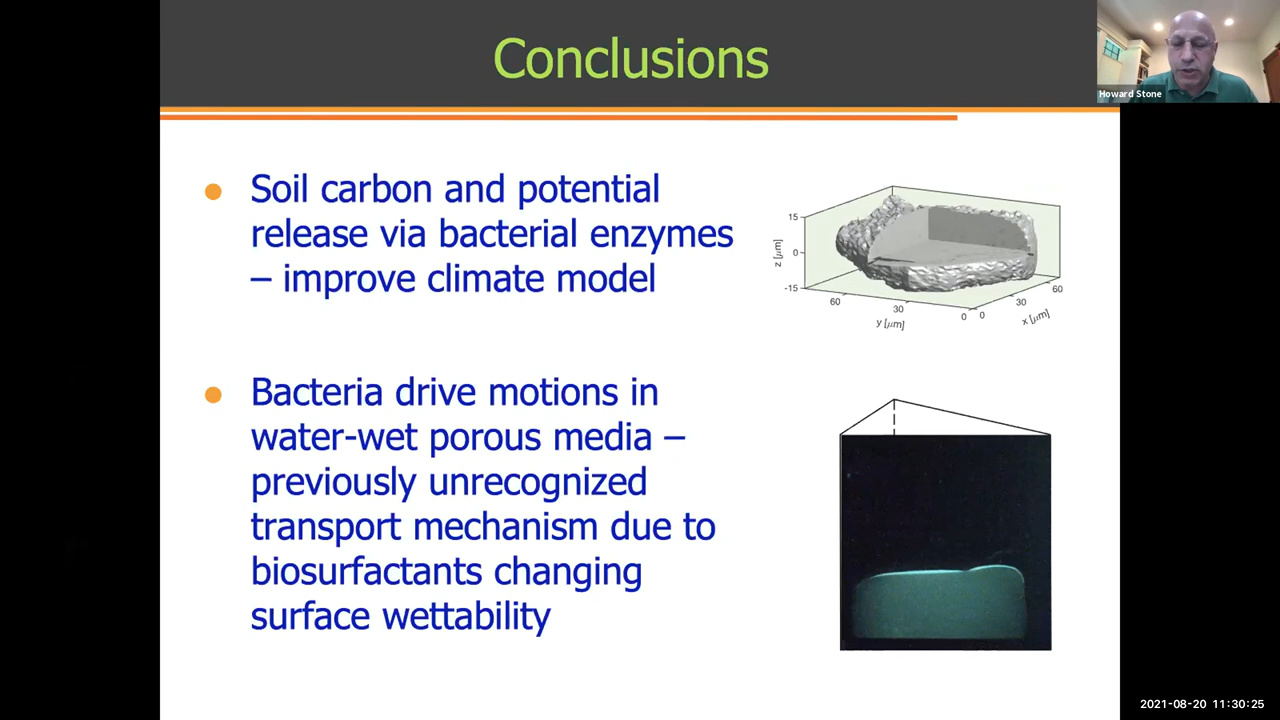 Conclusions
Howard Stone
Soil carbon and potential
release via bacterial enzymes
– improve climate model
15
0
-15
z [μm]
60
30
0
y [μm]
0
30
60
x [μm]
Bacteria drive motions in
water-wet porous media –
previously unrecognized
transport mechanism due to
biosurfactants changing
surface wettability
2021-08-20 11:30:25